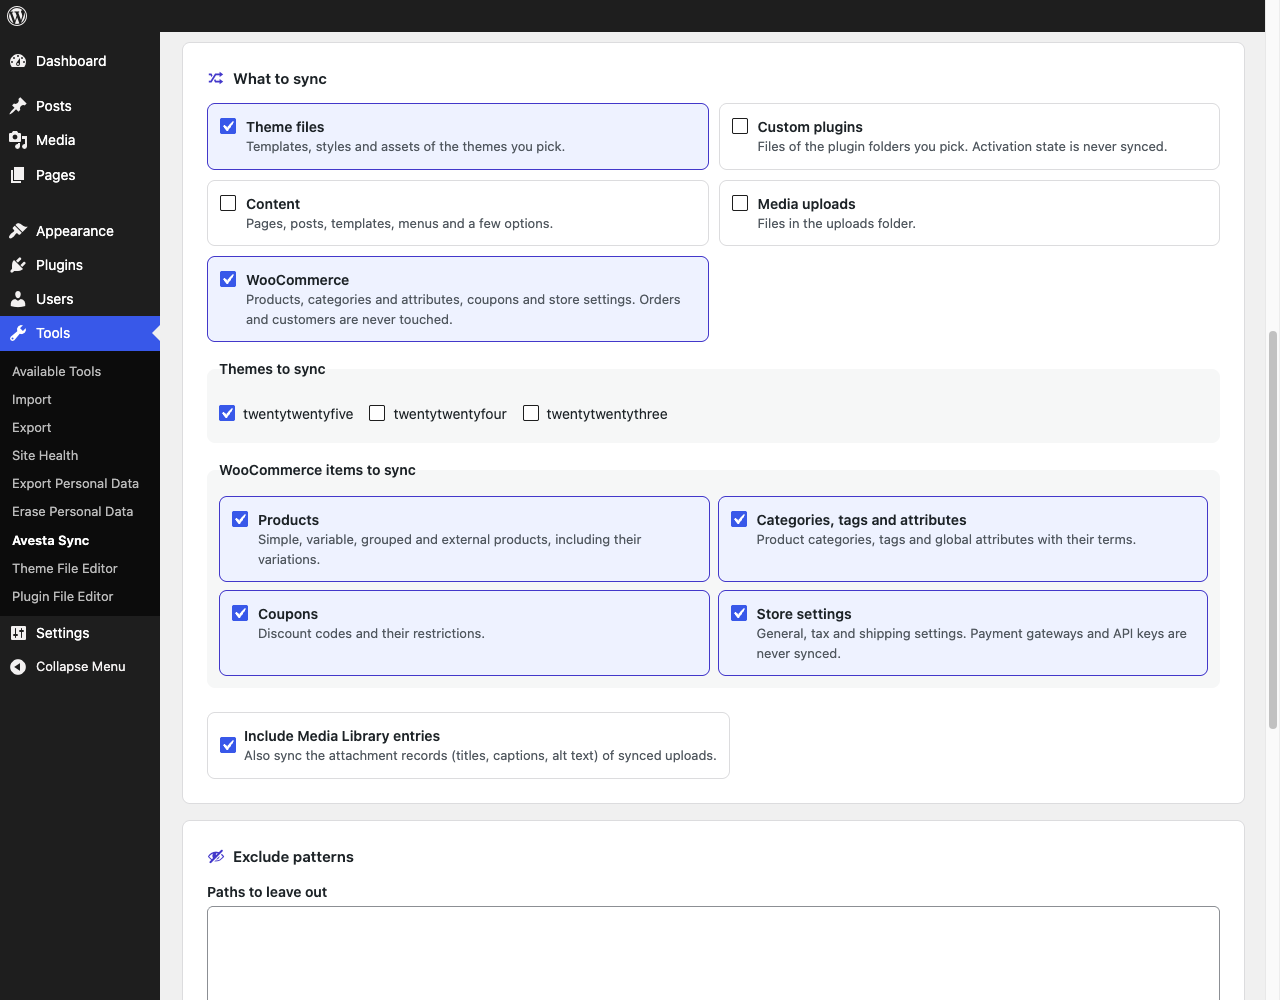 Dashboard
Posts
Media
Pages
Appearance
Plugins
Users
Tools
Available Tools
Import
Export
Site Health
Export Personal Data
Erase Personal Data
Avesta Sync
Theme File Editor
Plugin File Editor
Settings
Collapse Menu
What to sync
Theme files
Templates, styles and assets of the themes you pick.
Custom plugins
Files of the plugin folders you pick. Activation state is never synced.
Content
Pages, posts, templates, menus and a few options.
Media uploads
Files in the uploads folder.
WooCommerce
Products, categories and attributes, coupons and store settings. Orders
and customers are never touched.
Themes to sync
twentytwentyfive
twentytwentyfour
twentytwentythree
WooCommerce items to sync
Products
Simple, variable, grouped and external products, including their
variations.
Categories, tags and attributes
Product categories, tags and global attributes with their terms.
Coupons
Discount codes and their restrictions.
Store settings
General, tax and shipping settings. Payment gateways and API keys are
never synced.
Include Media Library entries
Also sync the attachment records (titles, captions, alt text) of synced uploads.
Exclude patterns
Paths to leave out